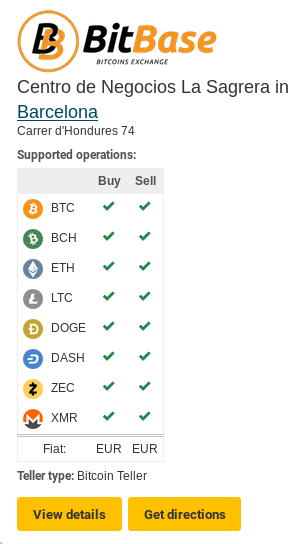 BitBase
BITCOINS EXCHANGE
Centro de Negocios La Sagrera in
Barcelona
Carrer d'Hondures 74
Supported operations:
Buy Sell
BTC
BCH
ETH
LTC
DOGE
DASH
ZEC
XMR
Fiat: EUR EUR
Teller type: Bitcoin Teller
View details Get directions